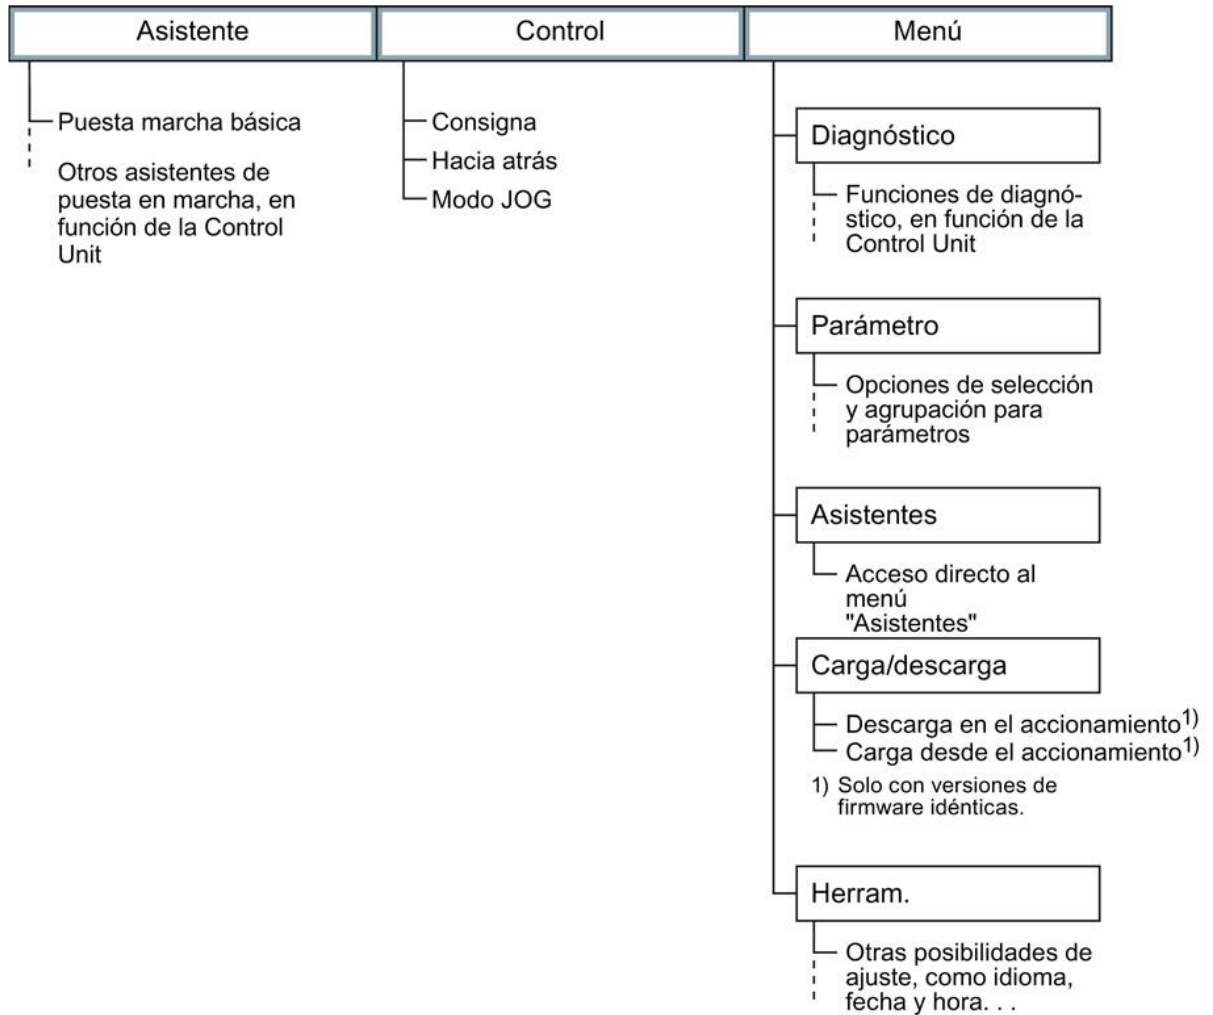 Asistente
Control
Menú
Puesta marcha básica
Otros asistentes de
puesta en marcha, en
función de la Control
Unit
Consigna
Hacia atrás
Modo JOG
Diagnóstico
Funciones de diagnó-
stico, en función de la
Control Unit
Parámetro
Opciones de selección
y agrupación para
parámetros
Asistentes
Acceso directo al
menú
"Asistentes"
Carga/descarga
Descarga en el accionamiento1)
Carga desde el accionamiento1)
1) Solo con versiones de
firmware idénticas.
Herram.
Otras posibilidades de
ajuste, como idioma,
fecha y hora. . .